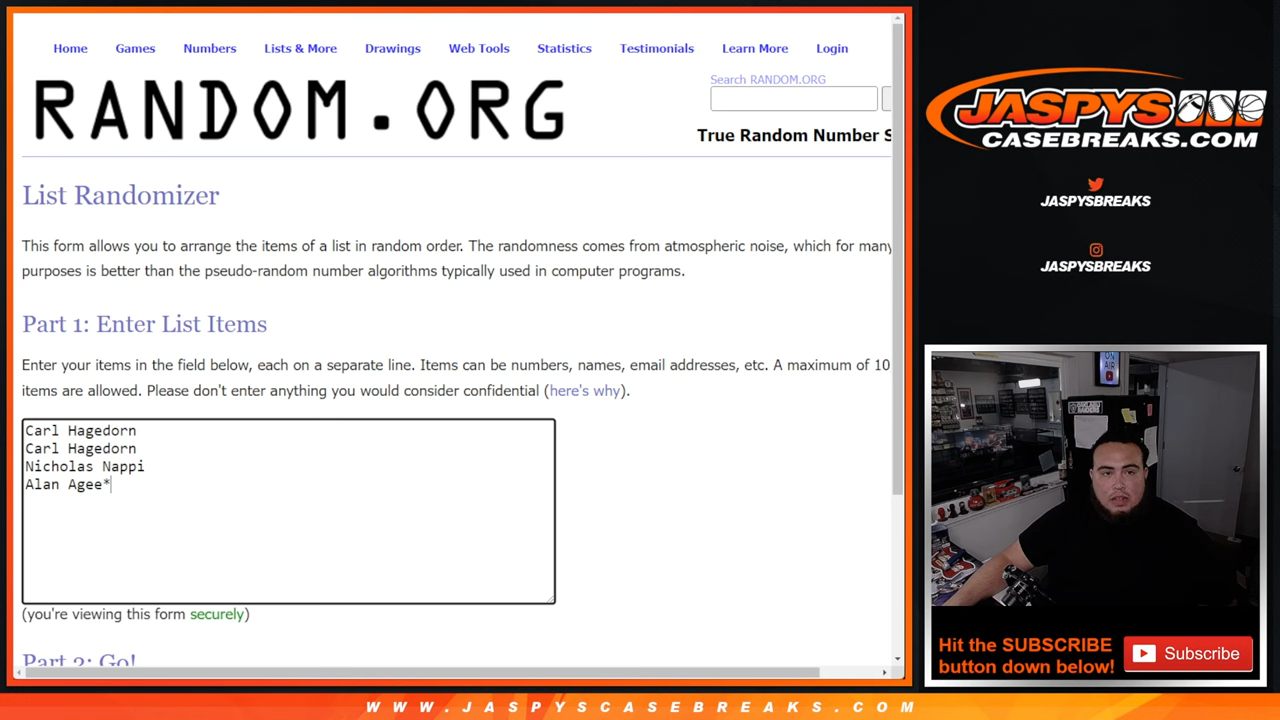 Home Games Numbers Lists & More Drawings Web Tools Statistics Testimonials Learn More Login
Search RANDOM.ORG
RANDOM.ORG
True Random Number S
List Randomizer
This form allows you to arrange the items of a list in random order. The randomness comes from atmospheric noise, which for many
purposes is better than the pseudo-random number algorithms typically used in computer programs.
Part 1: Enter List Items
Enter your items in the field below, each on a separate line. Items can be numbers, names, email addresses, etc. A maximum of 10
items are allowed. Please don't enter anything you would consider confidential (here's why).
Carl Hagedorn
Carl Hagedorn
Nicholas Nappi
Alan Agee*
(you're viewing this form securely)
Part 2: Go!
JASPYS
CASEBREAKS.COM
JASPYSBREAKS
JASPYSBREAKS
ON
AIR
Hit the SUBSCRIBE
button down below!
Subscribe
WWW.JASPYSCASEBREAKS.COM